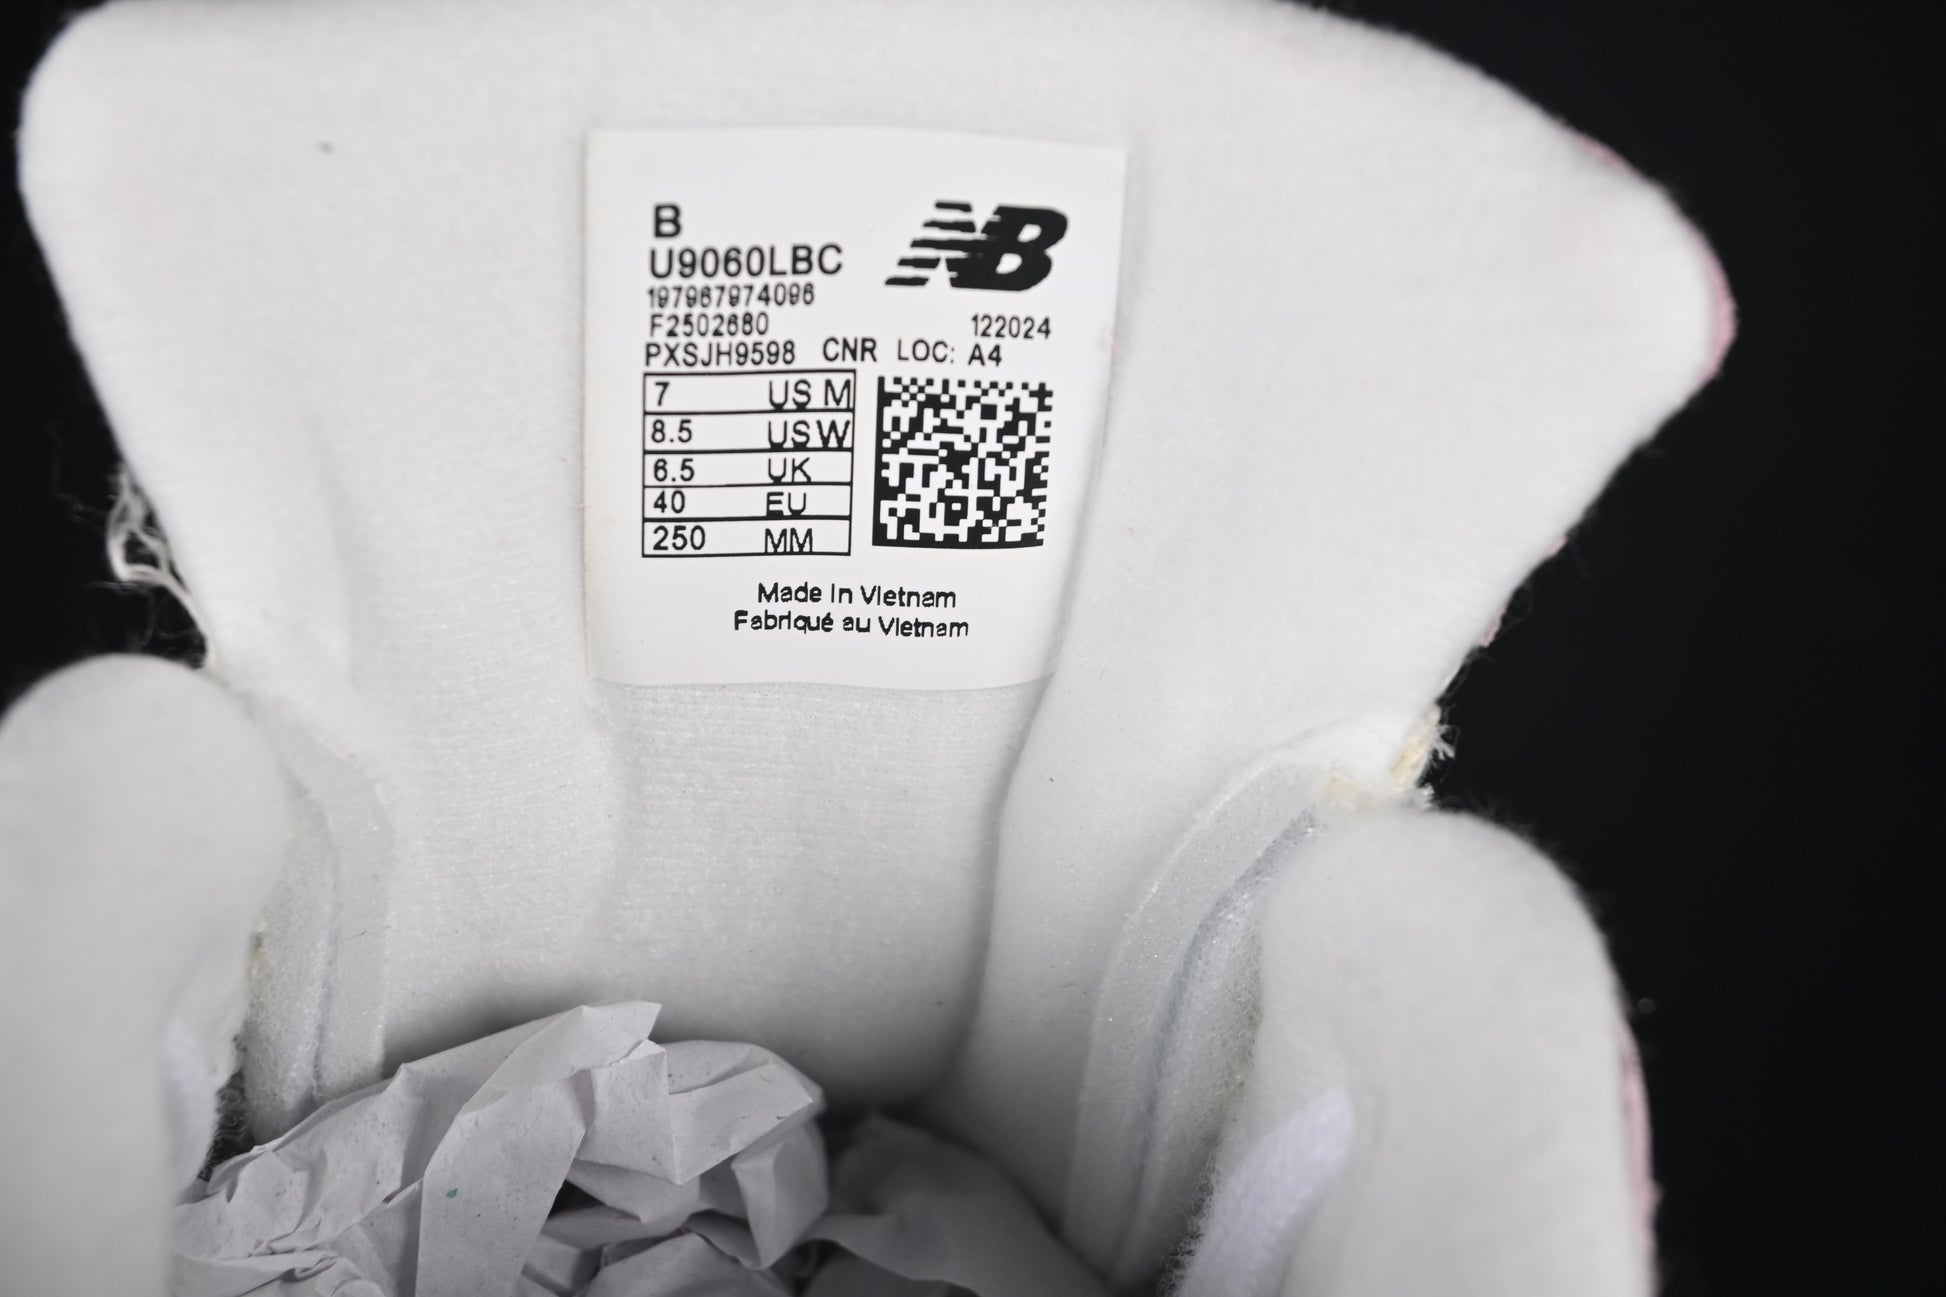 B
NB
U9060LBC
197967974096
F2502680 122024
PXSJH9598 CNR LOC: A4
7 US M
8.5 US W
6.5 UK
40 EU
250 MM
Made In Vietnam
Fabriqué au Vietnam